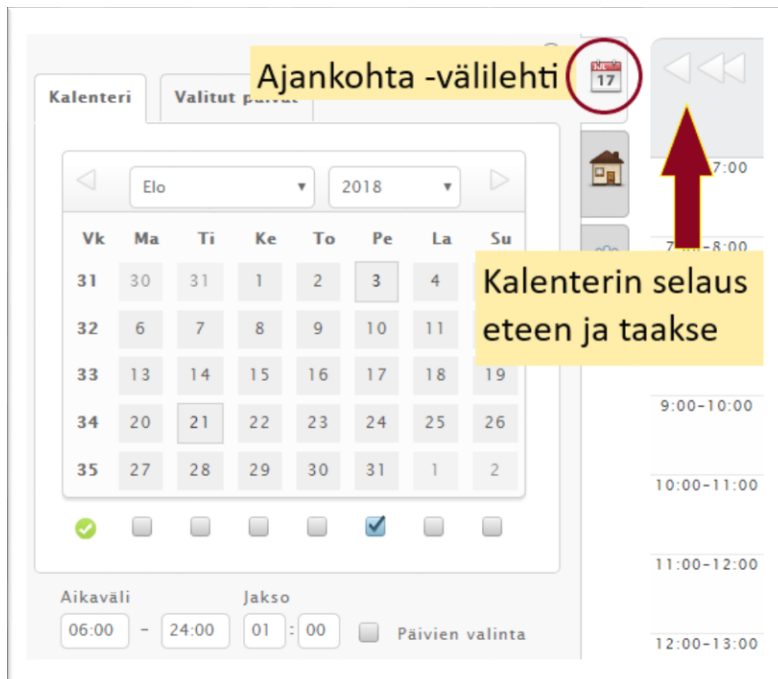 Ajankohta -välilehti
17
Kalenteri
Valitut päivät
Elo
2018
Vk Ma Ti Ke To Pe La Su
31 30 31 1 2 3 4
32 6 7 8 9 10 11
33 13 14 15 16 17 18 19
34 20 21 22 23 24 25 26
35 27 28 29 30 31 1 2
Aikaväli
Jakso
06:00 - 24:00
01 : 00
Päivien valinta
Kalenterin selaus
eteen ja taakse
9:00-10:00
10:00-11:00
11:00-12:00
12:00-13:00